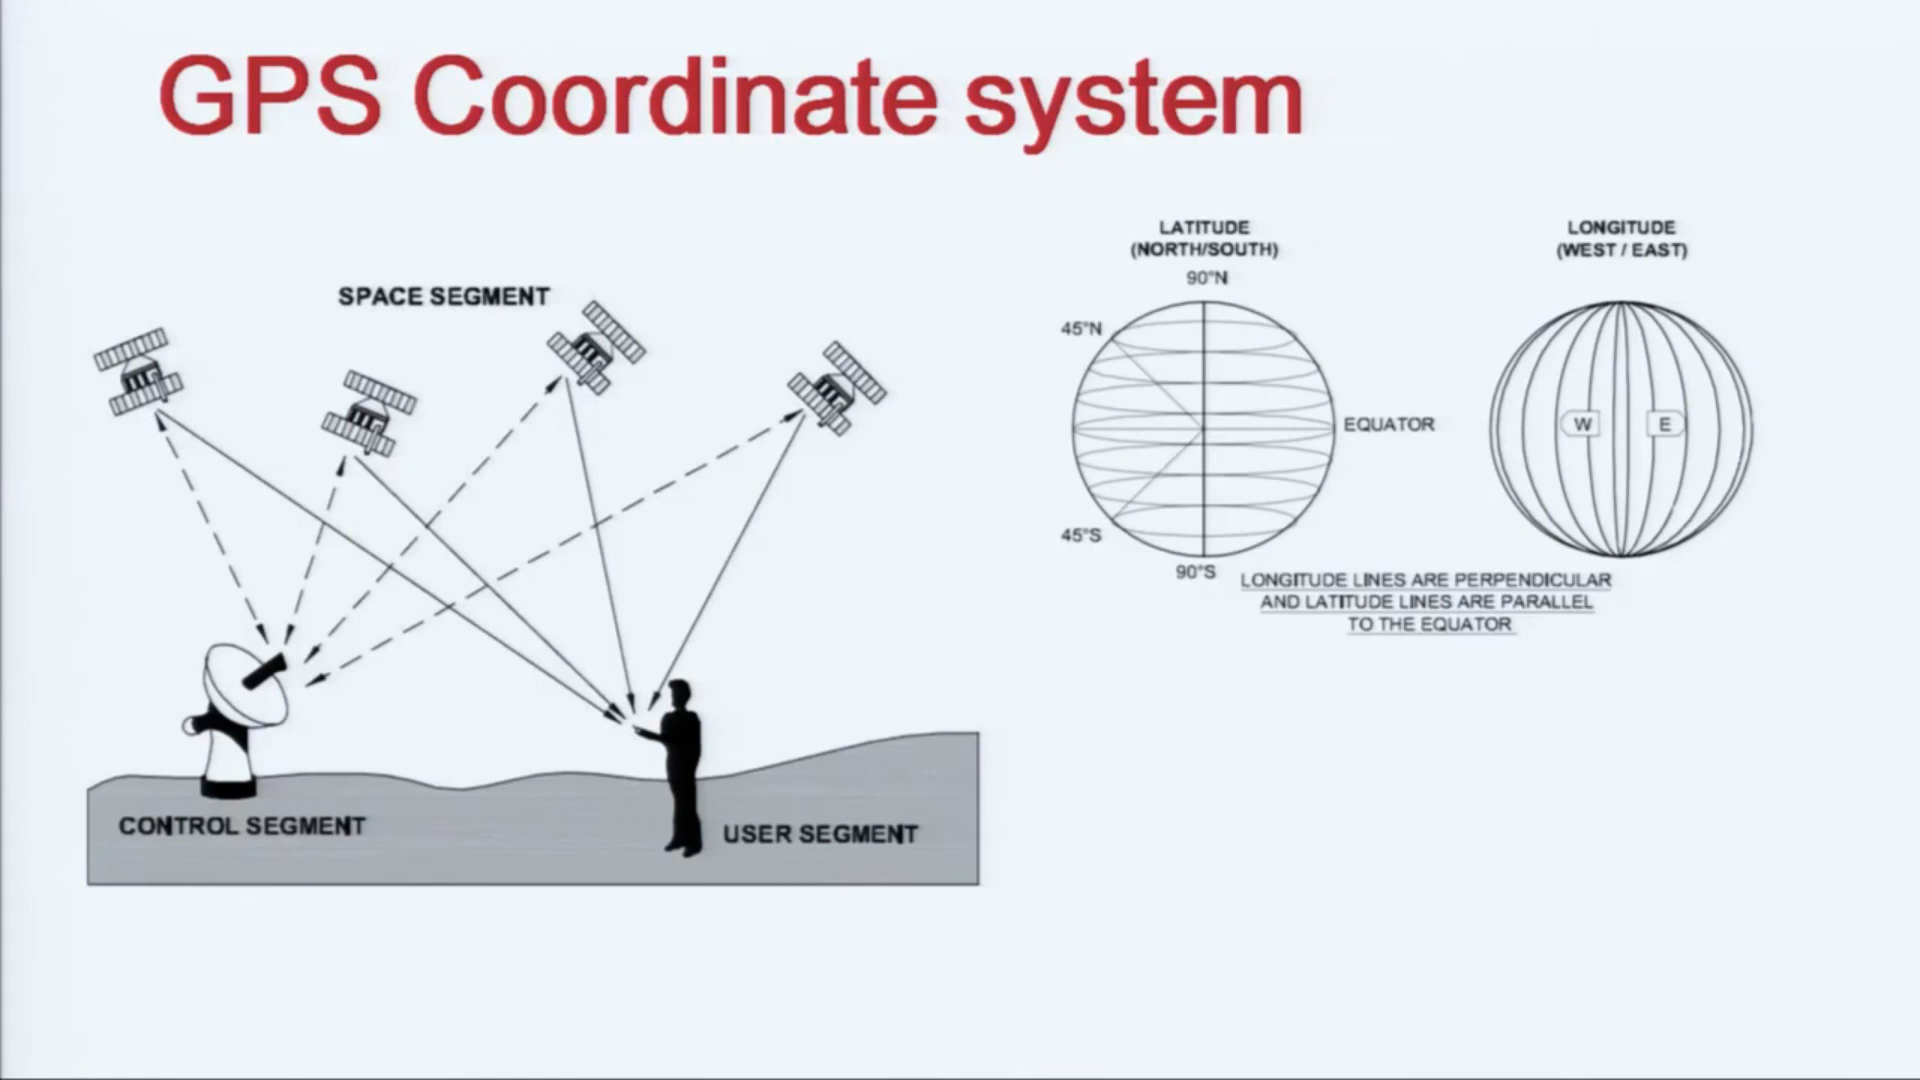 GPS Coordinate system
SPACE SEGMENT
CONTROL SEGMENT
USER SEGMENT
LATITUDE
(NORTH/SOUTH)
90°N
45°N
EQUATOR
45°S
90°S
LONGITUDE
(WEST / EAST)
W
E
LONGITUDE LINES ARE PERPENDICULAR
AND LATITUDE LINES ARE PARALLEL
TO THE EQUATOR